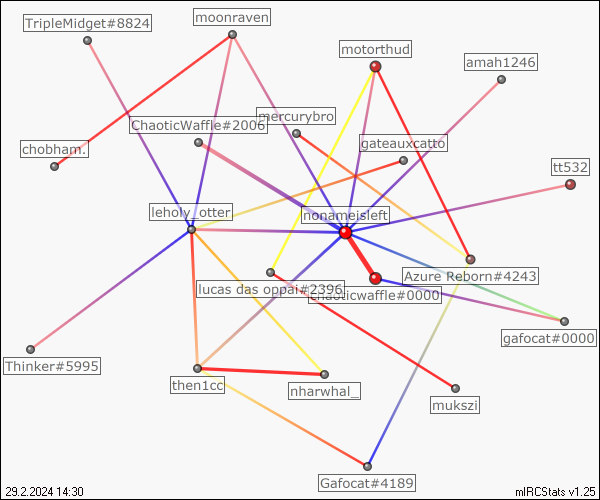 TripleMidget#8824
moonraven
motorthud
amah1246
mercurybro
ChaoticWaffle#2006
gateauxcatto
chobham.
tt532
leholy_otter
nonameisleft
Azure Reborn#4243
lucas das oppai#2396
chaoticwaffle#0000
gafocat#0000
Thinker#5995
then1cc
nharwhal_
mukszi
Gafocat#4189
29.2.2024 14:30
mIRCStats v1.25